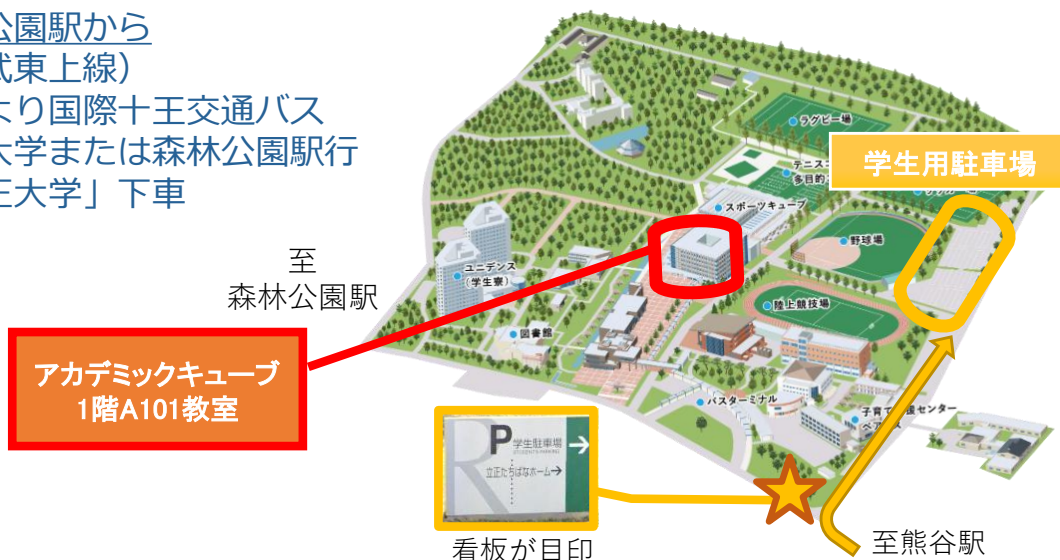 公園駅から
武東上線）
より国際十王交通バス
大学または森林公園駅行
正大学」下車
至
森林公園駅
アカデミックキューブ
1階A101教室
ラグビー場
テニスコ
多目的
学生用駐車場
スポーツキューブ
野球場
ユニデンス
（学生寮）
陸上競技場
図書館
バスターミナル
子育て
援センター
P 学生駐車場 →
STUDENT'S PARKING
立正たちばなホーム→
看板が目印
至熊谷駅